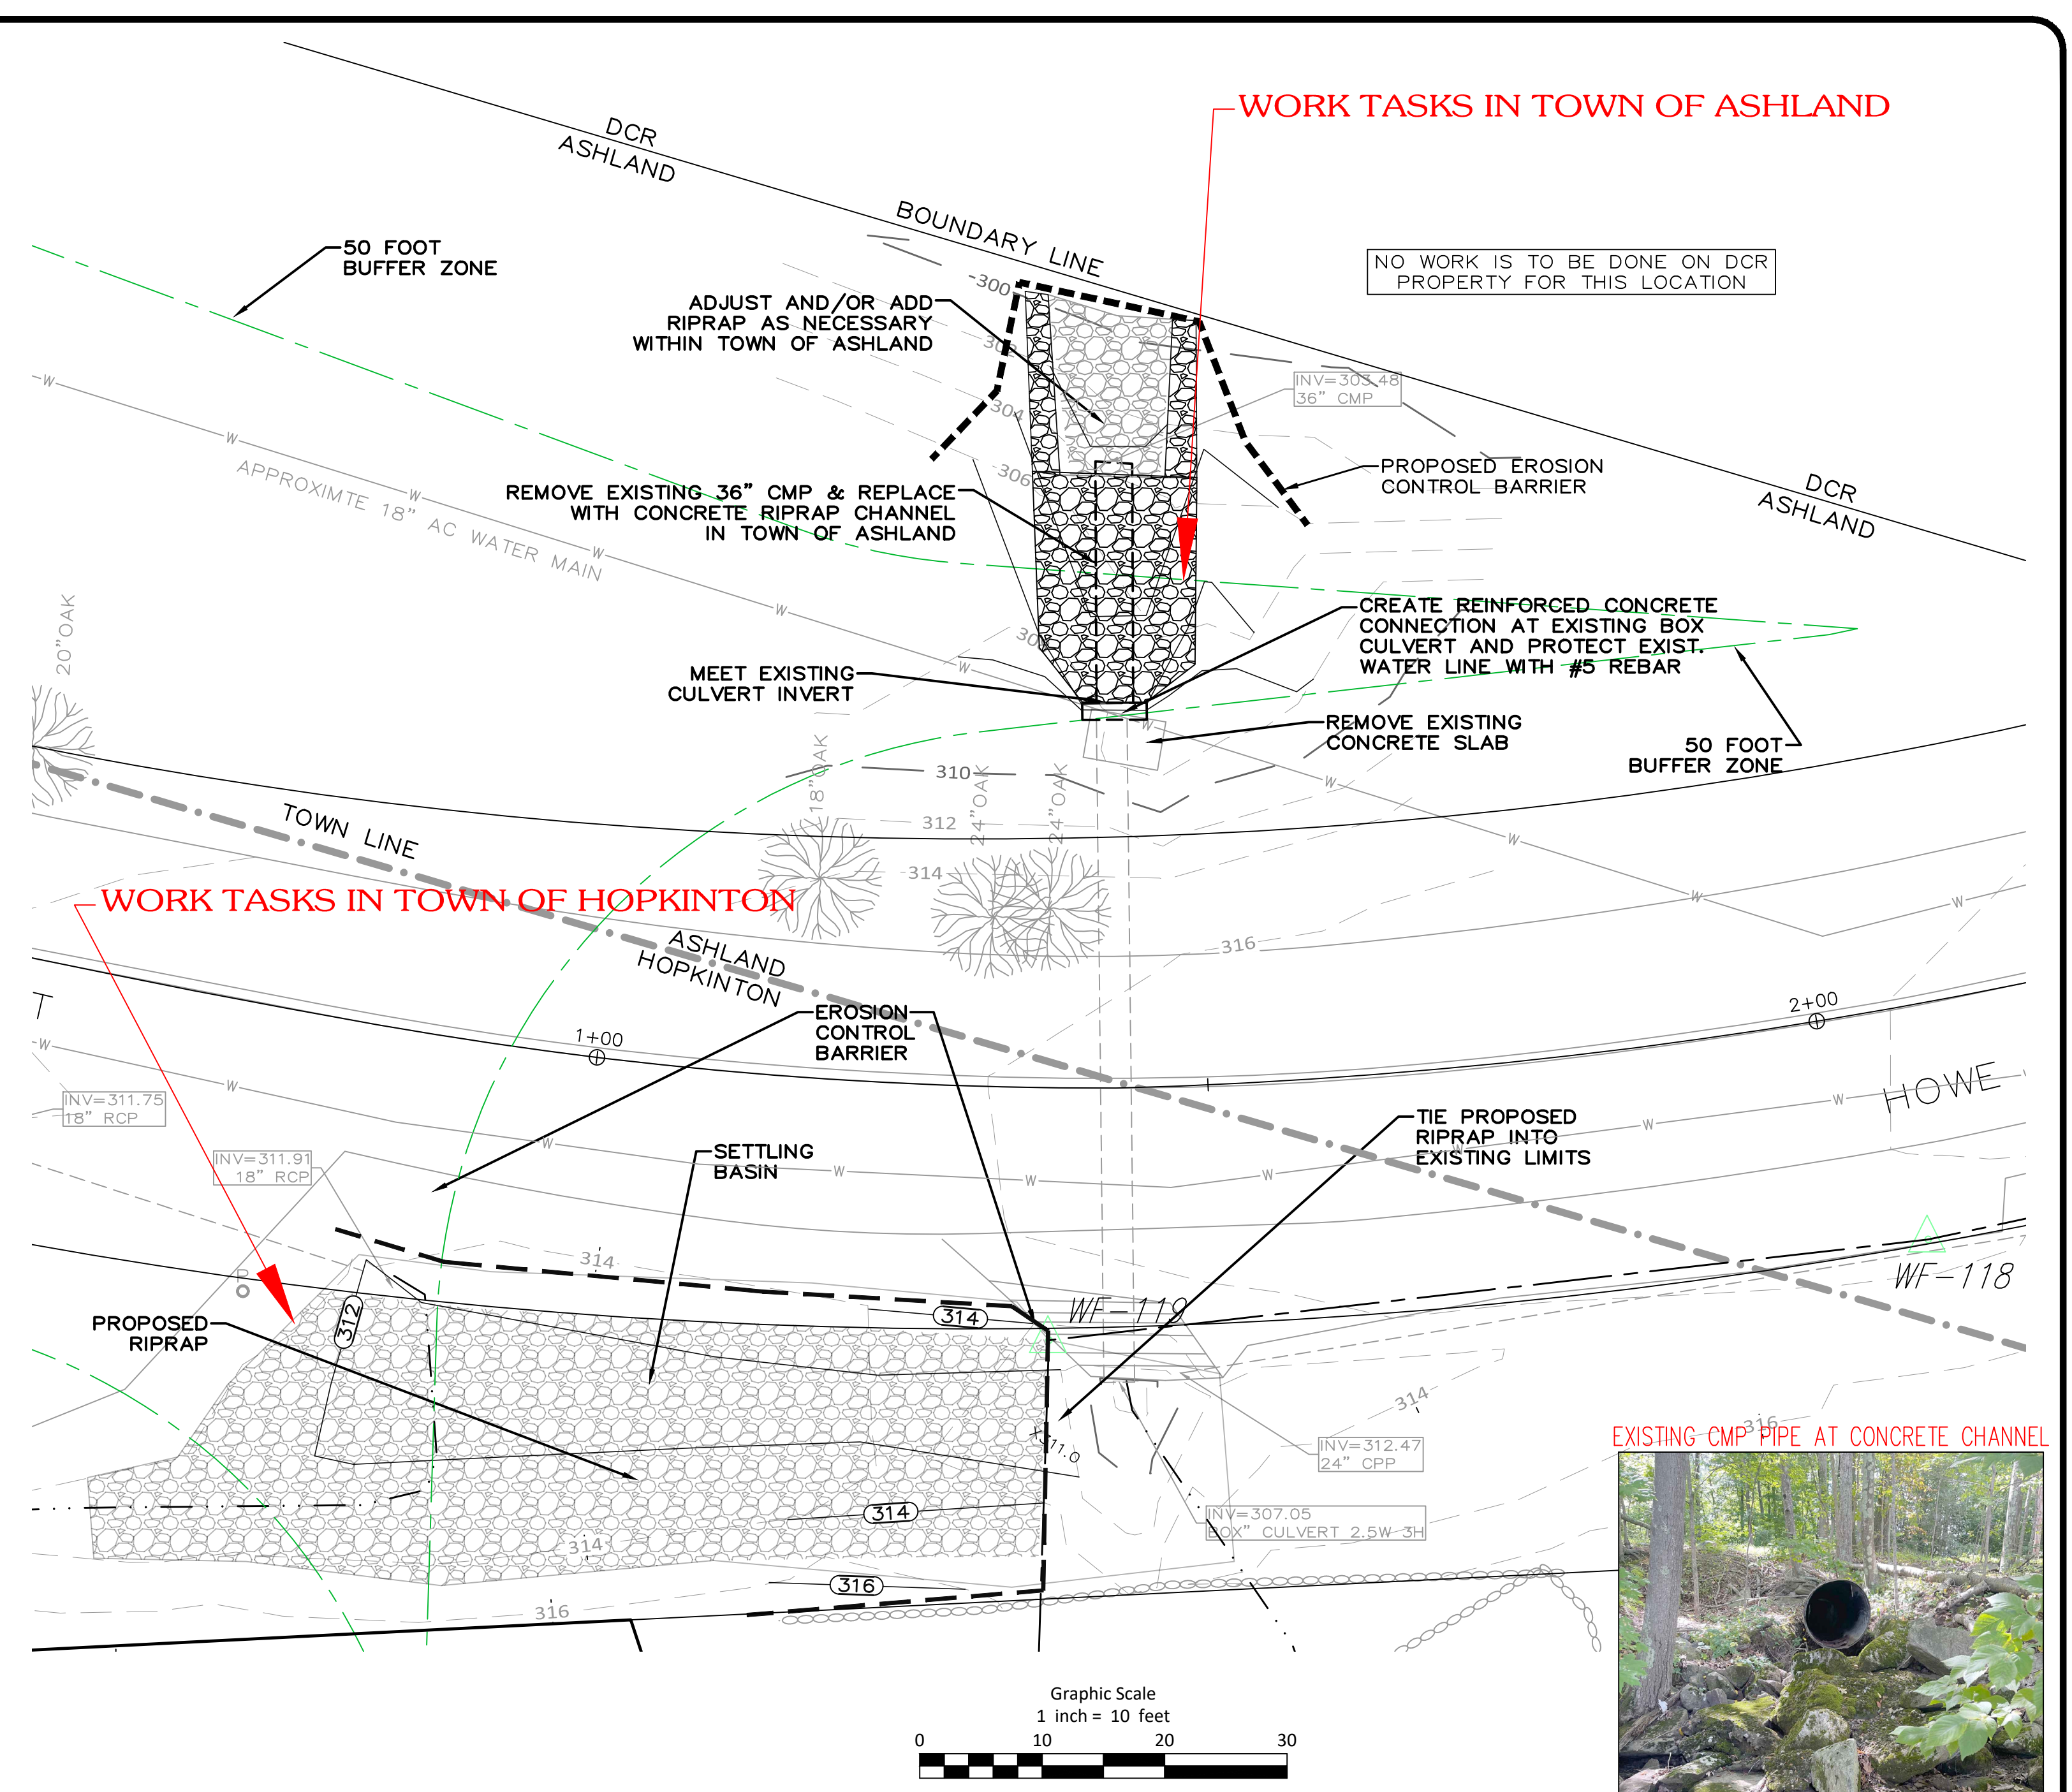 WORK TASKS IN TOWN OF ASHLAND
DCR
ASHLAND
BOUNDARY LINE
50 FOOT
BUFFER ZONE
NO WORK IS TO BE DONE ON DCR
PROPERTY FOR THIS LOCATION
-300
ADJUST AND/OR ADD
RIPRAP AS NECESSARY
WITHIN TOWN OF ASHLAND
302
INV=303.48
36" CMP
304
W
W
W
W
W
W
APPROXIMTE 18" AC WATER MAIN
306
PROPOSED EROSION
CONTROL BARRIER
DCR
ASHLAND
REMOVE EXISTING 36" CMP & REPLACE
WITH CONCRETE RIPRAP CHANNEL
IN TOWN OF ASHLAND
20"OAK
CREATE REINFORCED CONCRETE
CONNECTION AT EXISTING BOX
CULVERT AND PROTECT EXIST.
WATER LINE WITH #5 REBAR
MEET EXISTING
CULVERT INVERT
W
REMOVE EXISTING
CONCRETE SLAB
50 FOOT
BUFFER ZONE
310
18"OAK
24"OAK
24"OAK
W
W
W
W
312
314
316
TOWN LINE
WORK TASKS IN TOWN OF HOPKINTON
ASHLAND
HOPKINTON
EROSION
CONTROL
BARRIER
T
1+00
2+00
HOWE
W
W
W
W
W
W
W
W
W
INV=311.75
18" RCP
INV=311.91
18" RCP
SETTLING
BASIN
TIE PROPOSED
RIPRAP INTO
EXISTING LIMITS
314
WF-119
WF-118
312
314
PROPOSED
RIPRAP
314
X311.0
INV=312.47
24" CPP
316
314
INV=307.05
BOX" CULVERT 2.5W 3H
314
316
316
EXISTING CMP PIPE AT CONCRETE CHANNEL
Graphic Scale
1 inch = 10 feet
0 10 20 30